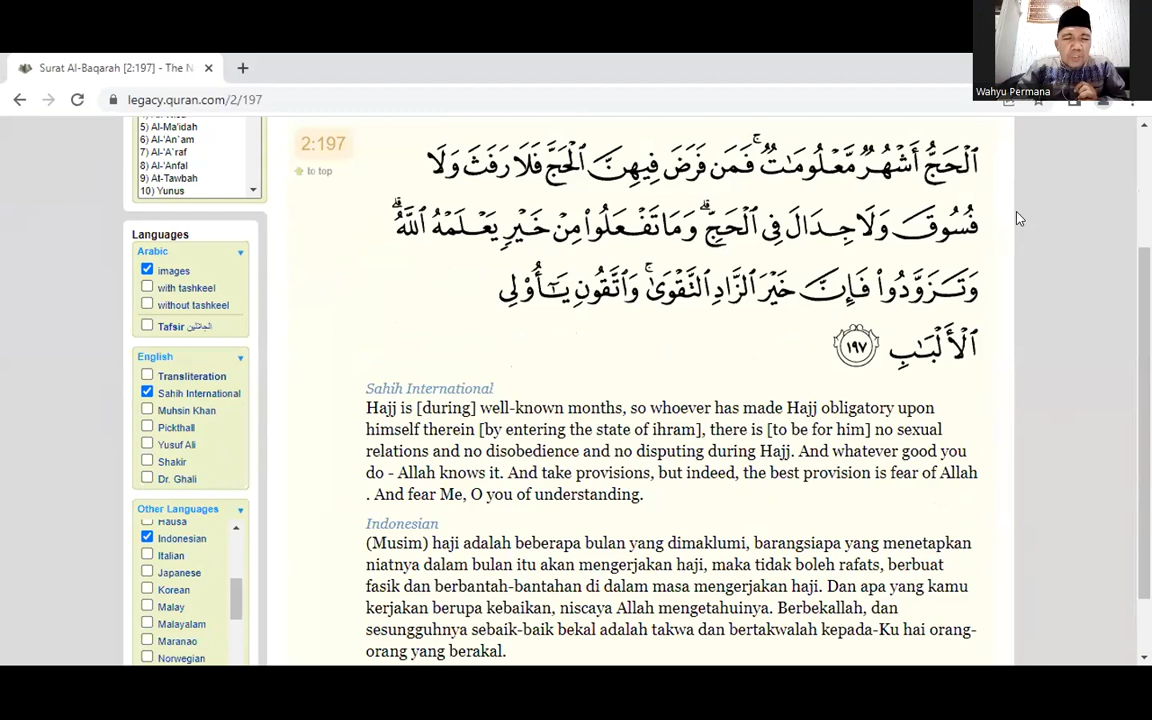 Surat Al-Baqarah [2:197] - The N
legacy.quran.com/2/197
Wahyu Permana
5) Al-Ma'idah
6) Al-'An`am
7) Al-'A`raf
8) Al-'Anfal
9) At-Tawbah
10) Yunus
Languages
Arabic
images
with tashkeel
without tashkeel
Tafsir الجلالين
English
Transliteration
Sahih International
Muhsin Khan
Pickthall
Yusuf Ali
Shakir
Dr. Ghali
Other Languages
Hausa
Indonesian
Italian
Japanese
Korean
Malay
Malayalam
Maranao
Norwegian
2:197
to top
ٱلْحَجُّ أَشْهُرٌ مَّعْلُومَٰتٌ ۚ فَمَن فَرَضَ فِيهِنَّ ٱلْحَجَّ فَلَا رَفَثَ وَلَا
فُسُوقَ وَلَا جِدَالَ فِى ٱلْحَجِّ ۗ وَمَا تَفْعَلُوا۟ مِنْ خَيْرٍ يَعْلَمْهُ ٱللَّهُ ۗ
وَتَزَوَّدُوا۟ فَإِنَّ خَيْرَ ٱلزَّادِ ٱلتَّقْوَىٰ ۚ وَٱتَّقُونِ يَٰٓأُو۟لِى
ٱلْأَلْبَٰبِ ١٩٧
Sahih International
Hajj is [during] well-known months, so whoever has made Hajj obligatory upon
himself therein [by entering the state of ihram], there is [to be for him] no sexual
relations and no disobedience and no disputing during Hajj. And whatever good you
do - Allah knows it. And take provisions, but indeed, the best provision is fear of Allah
. And fear Me, O you of understanding.
Indonesian
(Musim) haji adalah beberapa bulan yang dimaklumi, barangsiapa yang menetapkan
niatnya dalam bulan itu akan mengerjakan haji, maka tidak boleh rafats, berbuat
fasik dan berbantah-bantahan di dalam masa mengerjakan haji. Dan apa yang kamu
kerjakan berupa kebaikan, niscaya Allah mengetahuinya. Berbekallah, dan
sesungguhnya sebaik-baik bekal adalah takwa dan bertakwalah kepada-Ku hai orang-
orang yang berakal.